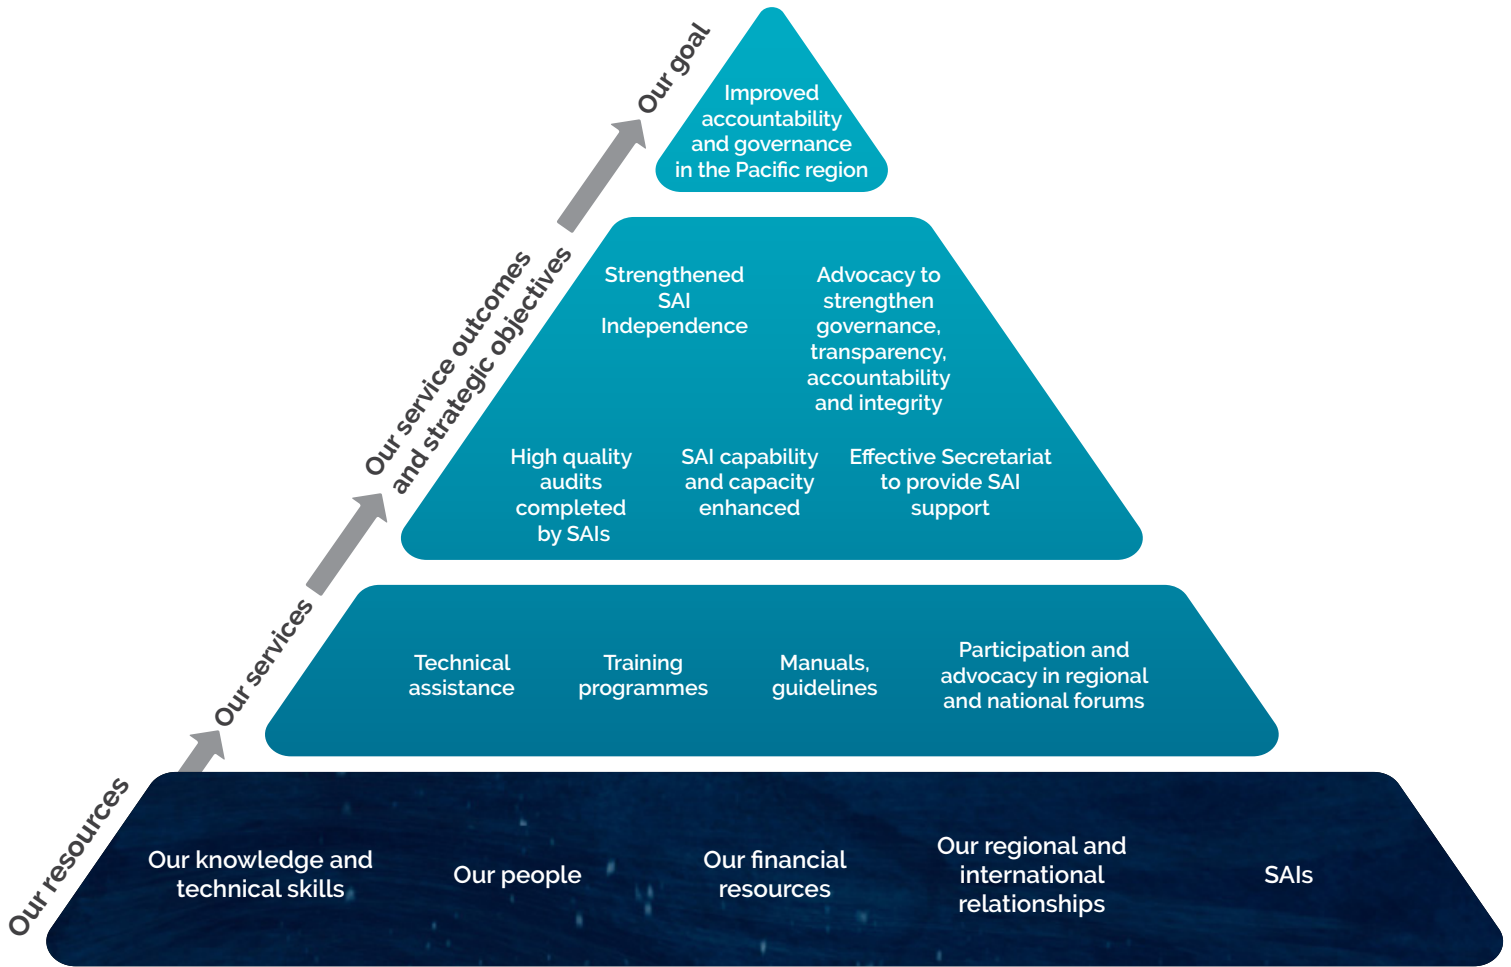 Our goal
Improved
accountability
and governance
in the Pacific region
Our service outcomes
and strategic objectives
Strengthened
SAI
Independence
Advocacy to
strengthen
governance,
transparency,
accountability
and integrity
High quality
audits
completed
by SAIs
SAI capability
and capacity
enhanced
Effective Secretariat
to provide SAI
support
Our services
Technical
assistance
Training
programmes
Manuals,
guidelines
Participation and
advocacy in regional
and national forums
Our resources
Our knowledge and
technical skills
Our people
Our financial
resources
Our regional and
international
relationships
SAIs